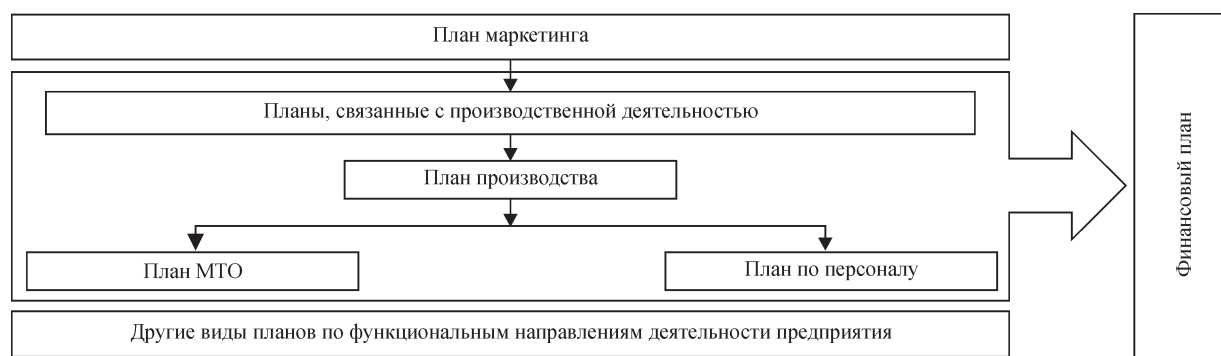 План маркетинга
Планы, связанные с производственной деятельностью
План производства
План МТО
План по персоналу
Другие виды планов по функциональным направлениям деятельности предприятия
Финансовый план